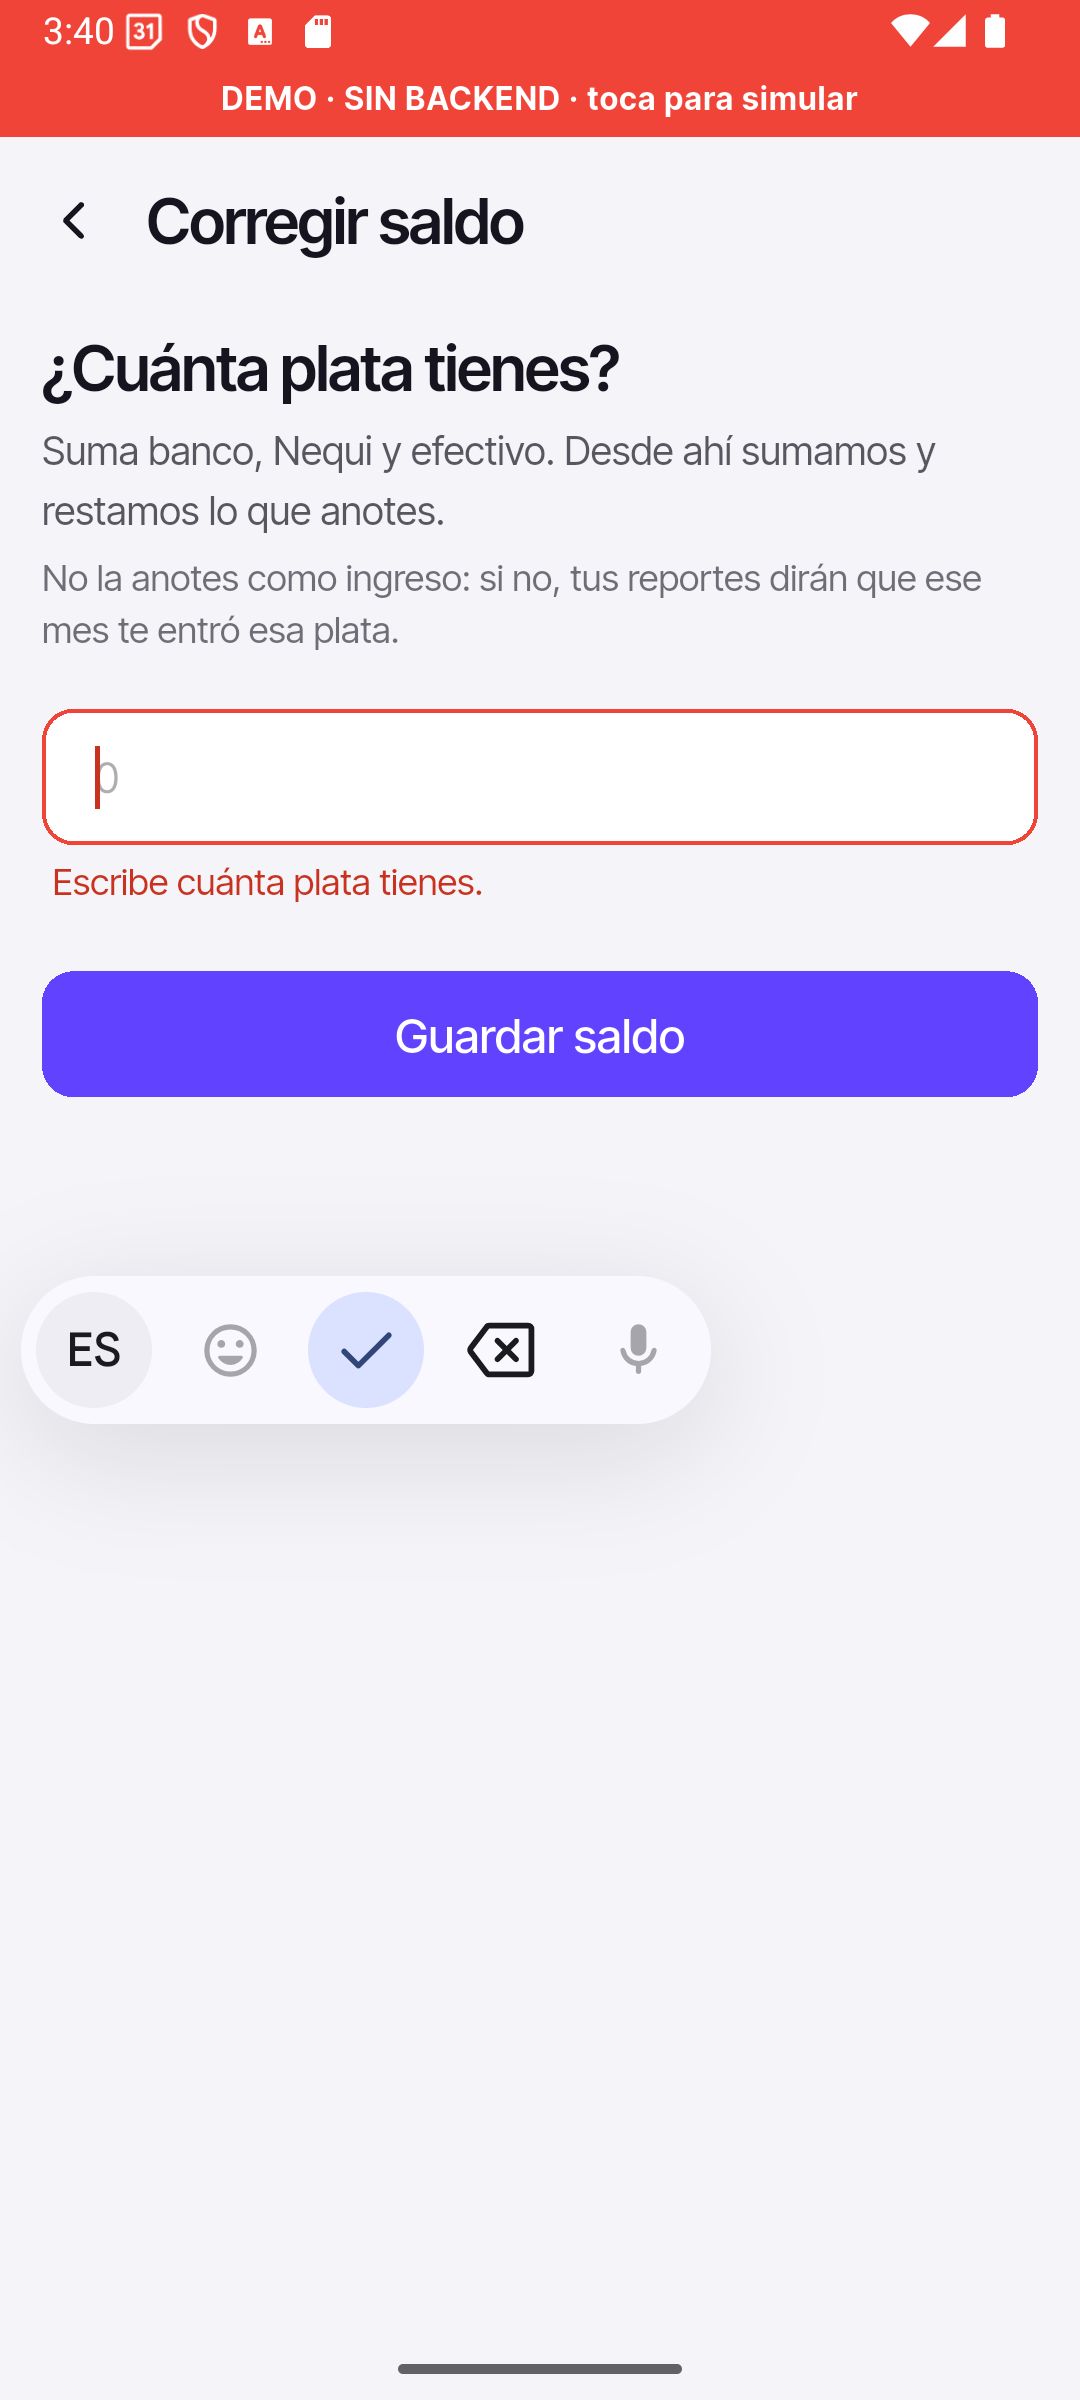 3:40
31
A
DEMO · SIN BACKEND · toca para simular
Corregir saldo
¿Cuánta plata tienes?
Suma banco, Nequi y efectivo. Desde ahí sumamos y
restamos lo que anotes.
No la anotes como ingreso: si no, tus reportes dirán que ese
mes te entró esa plata.
0
Escribe cuánta plata tienes.
Guardar saldo
ES